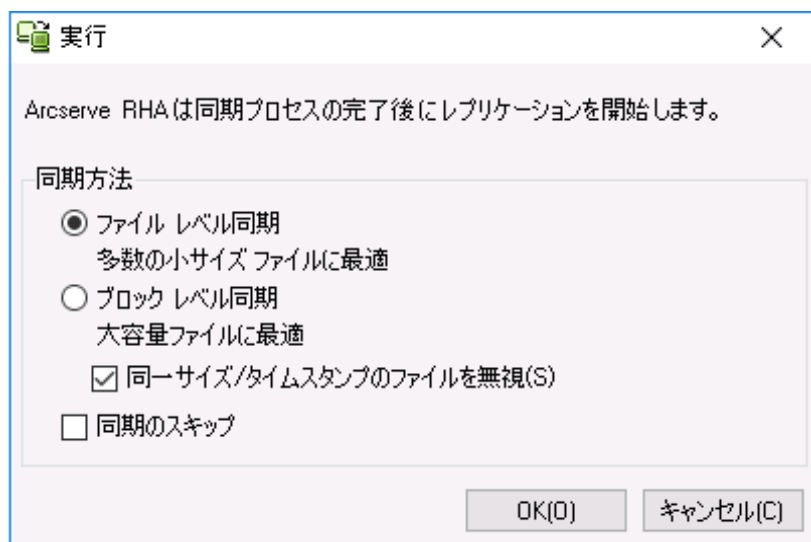 実行
Arcserve RHAは同期プロセスの完了後にレプリケーションを開始します。
同期方法
ファイル レベル同期
多数の小サイズ ファイルに最適
ブロック レベル同期
大容量ファイルに最適
同一サイズ/タイムスタンプのファイルを無視(S)
同期のスキップ
OK(O)
キャンセル(C)